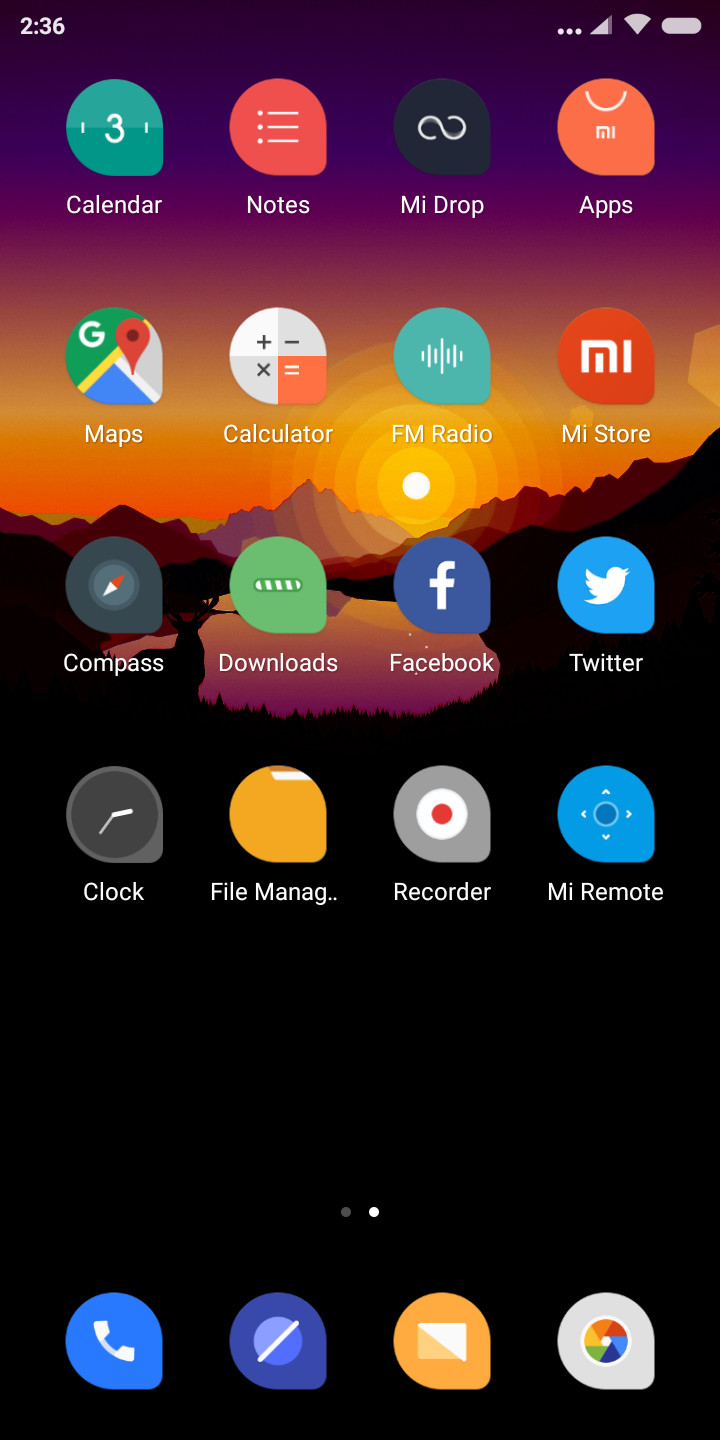 2:36
3
Calendar Notes Mi Drop Apps
Maps Calculator FM Radio Mi Store
Compass Downloads Facebook Twitter
Clock File Manag.. Recorder Mi Remote